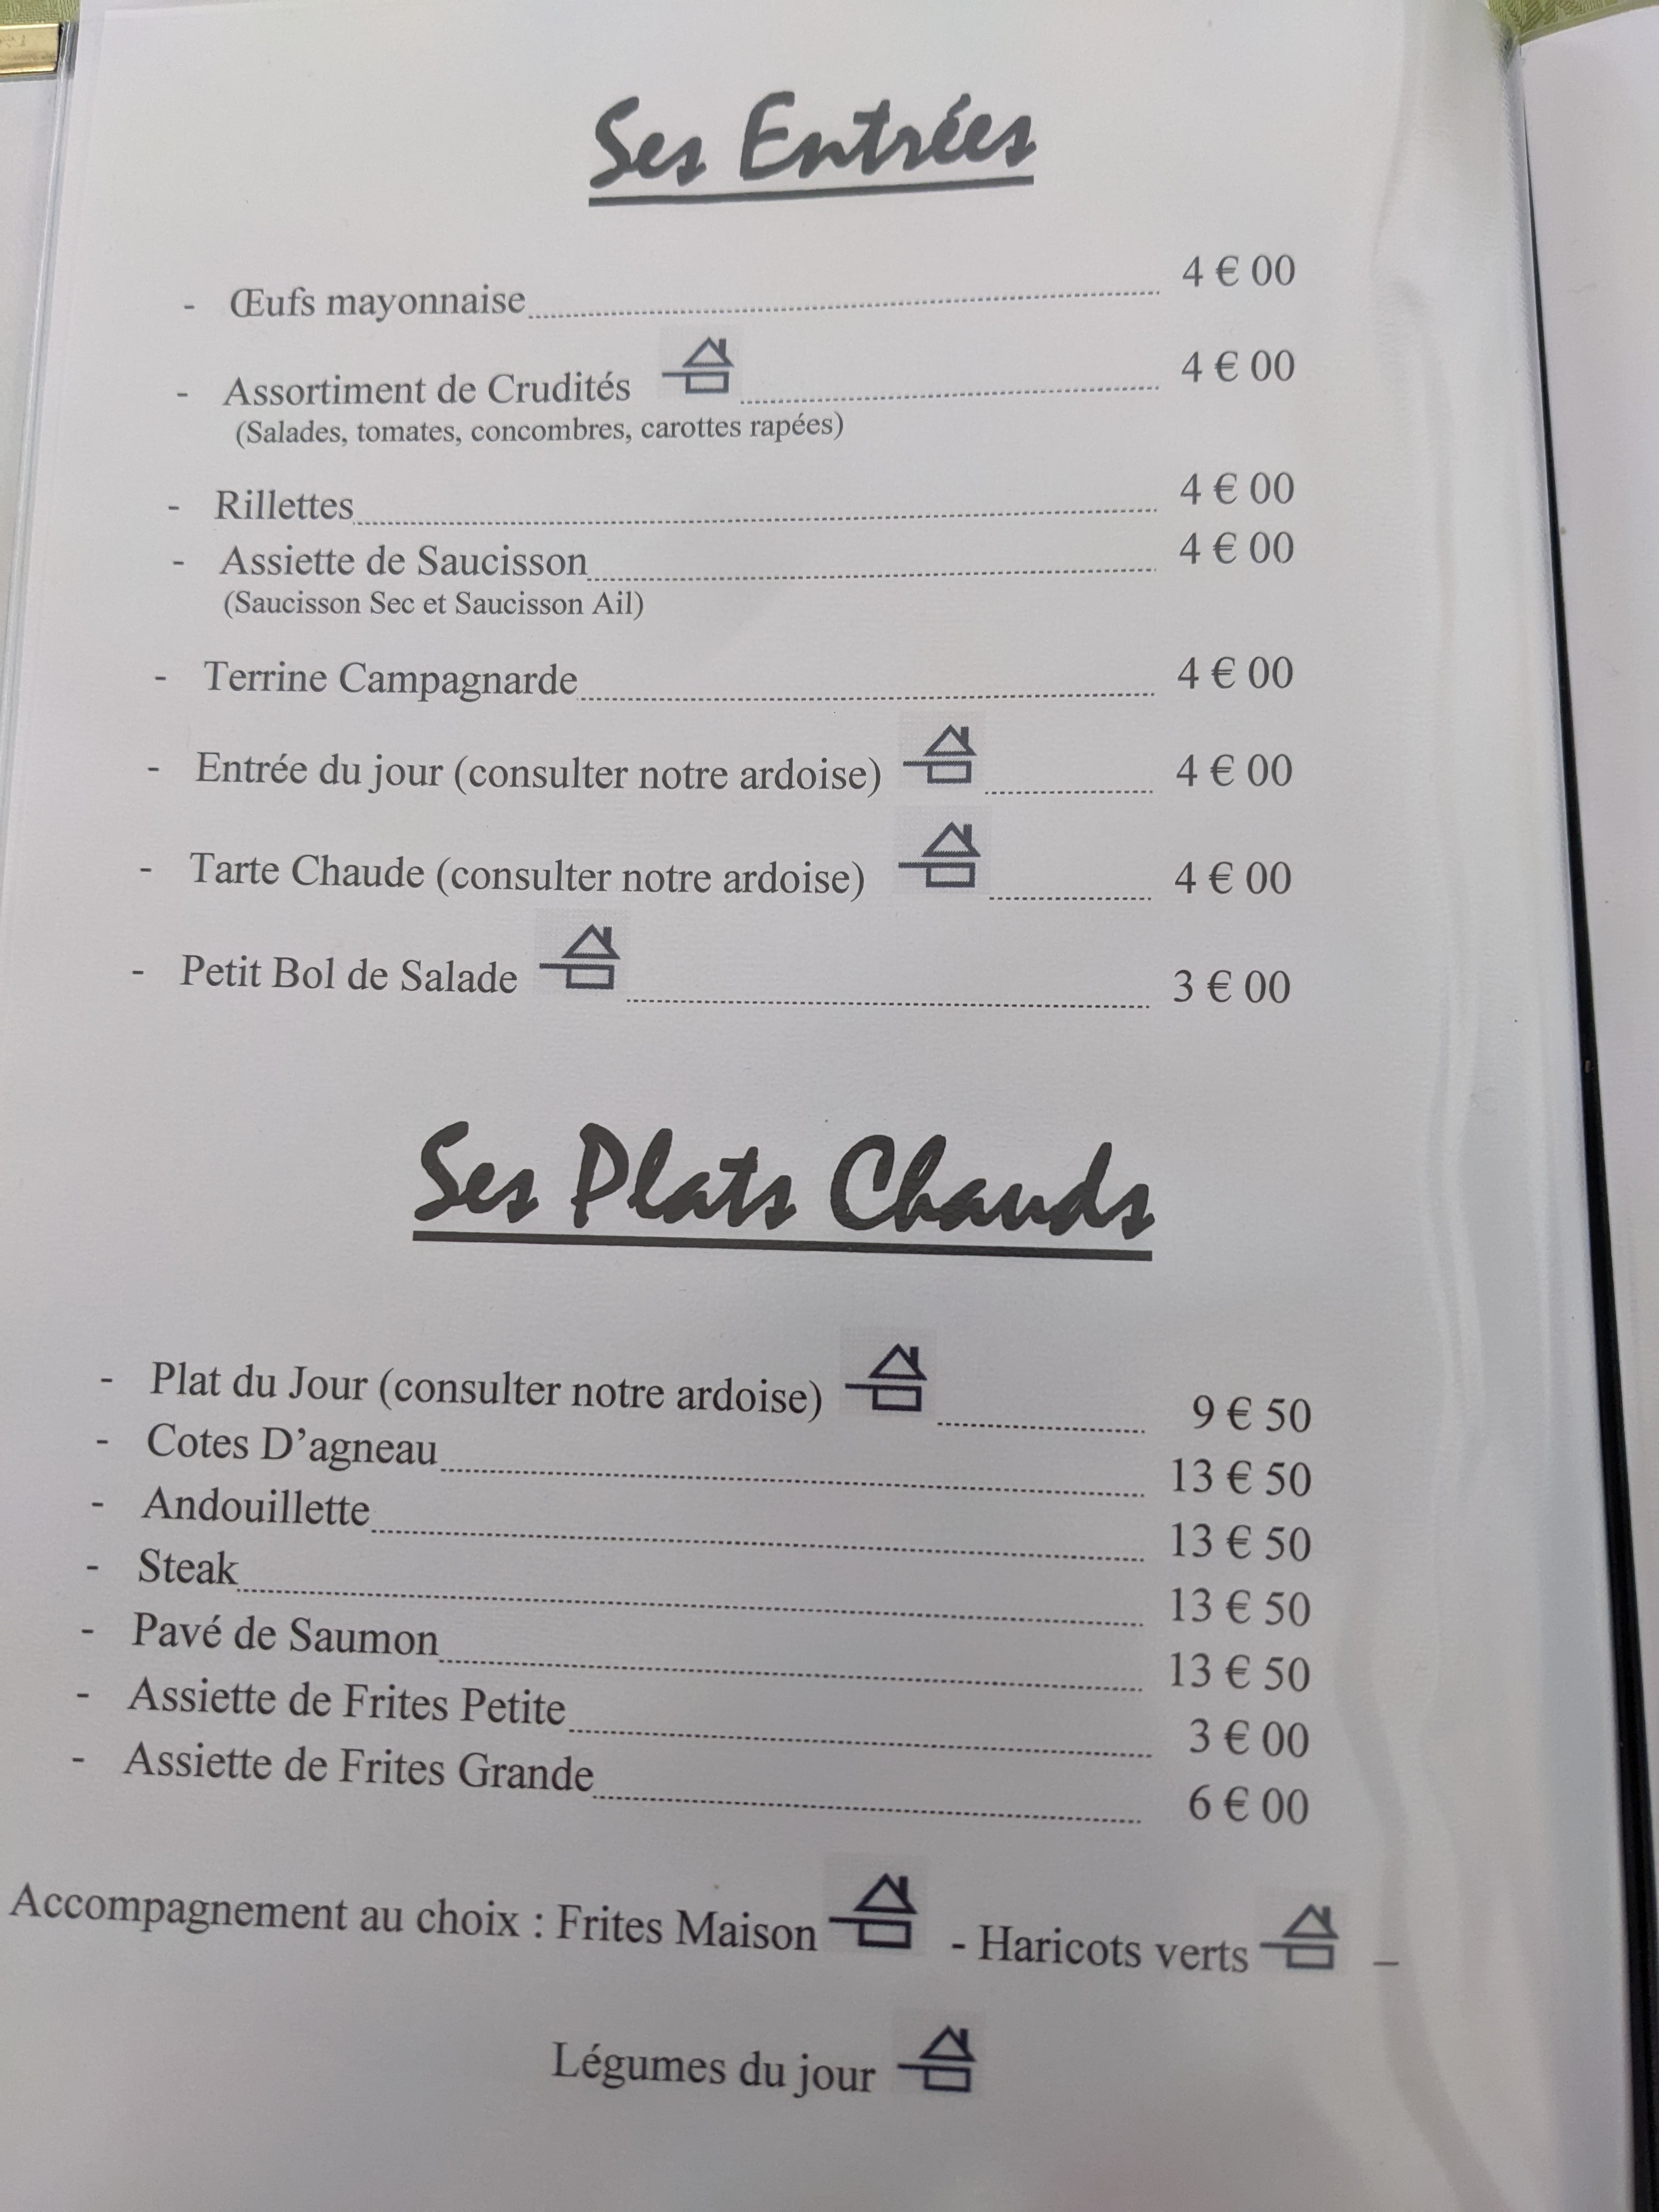 Ses Entrées
- Œufs mayonnaise 4 € 00
- Assortiment de Crudités 4 € 00
(Salades, tomates, concombres, carottes rapées)
- Rillettes 4 € 00
- Assiette de Saucisson 4 € 00
(Saucisson Sec et Saucisson Ail)
- Terrine Campagnarde 4 € 00
- Entrée du jour (consulter notre ardoise) 4 € 00
- Tarte Chaude (consulter notre ardoise) 4 € 00
- Petit Bol de Salade 3 € 00
Ses Plats Chauds
- Plat du Jour (consulter notre ardoise) 9 € 50
- Cotes D’agneau 13 € 50
- Andouillette 13 € 50
- Steak 13 € 50
- Pavé de Saumon 13 € 50
- Assiette de Frites Petite 3 € 00
- Assiette de Frites Grande 6 € 00
Accompagnement au choix : Frites Maison - Haricots verts –
Légumes du jour